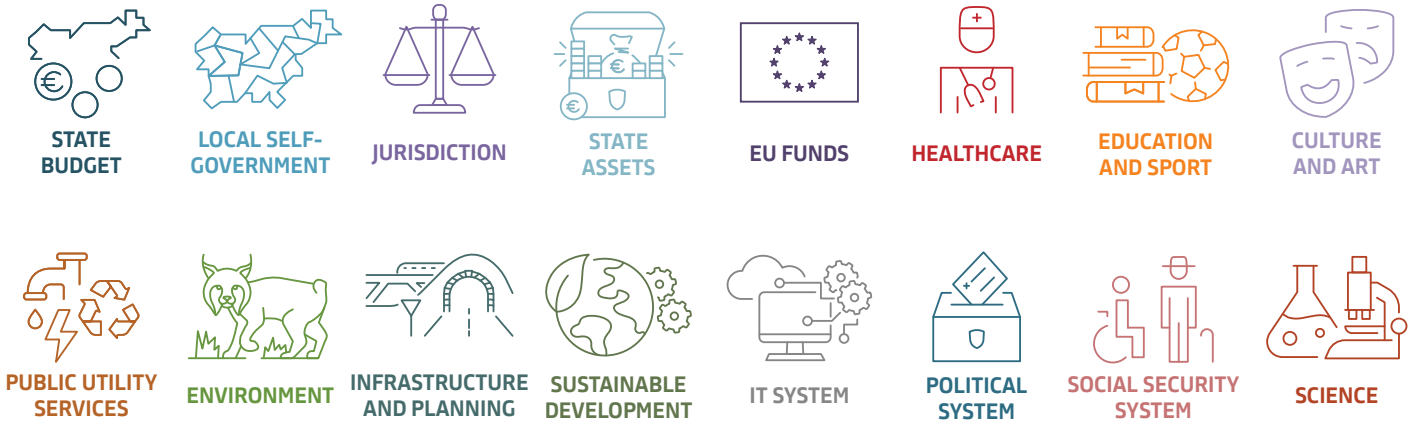 STATE
BUDGET
LOCAL SELF-
GOVERNMENT
JURISDICTION
STATE
ASSETS
EU FUNDS
HEALTHCARE
EDUCATION
AND SPORT
CULTURE
AND ART
PUBLIC UTILITY
SERVICES
ENVIRONMENT
INFRASTRUCTURE
AND PLANNING
SUSTAINABLE
DEVELOPMENT
IT SYSTEM
POLITICAL
SYSTEM
SOCIAL SECURITY
SYSTEM
SCIENCE